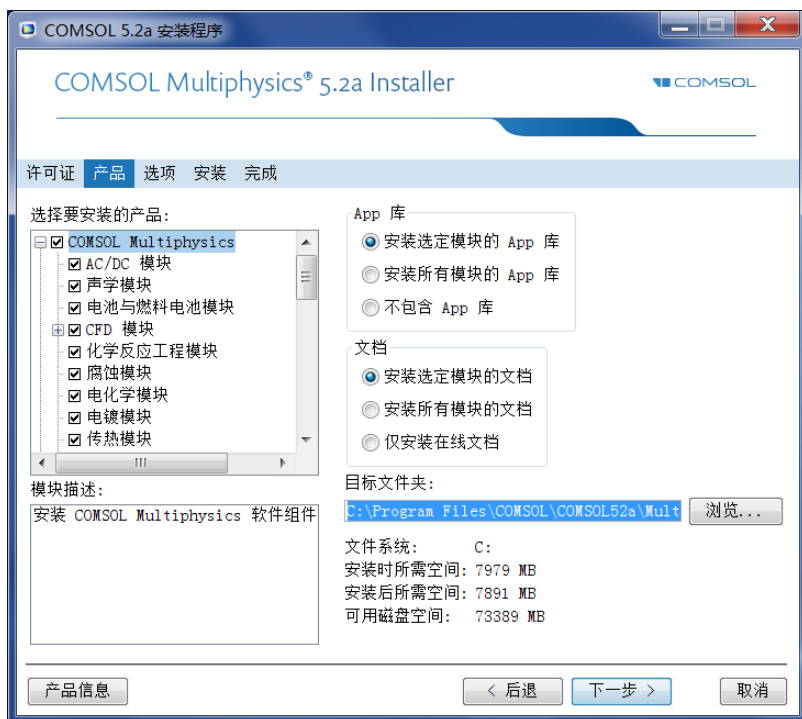 COMSOL 5.2a 安装程序
COMSOL Multiphysics® 5.2a Installer
COMSOL
许可证 产品 选项 安装 完成
选择要安装的产品:
COMSOL Multiphysics
AC/DC 模块
声学模块
电池与燃料电池模块
CFD 模块
化学反应工程模块
腐蚀模块
电化学模块
电镀模块
传热模块
模块描述:
安装 COMSOL Multiphysics 软件组件
App 库
安装选定模块的 App 库
安装所有模块的 App 库
不包含 App 库
文档
安装选定模块的文档
安装所有模块的文档
仅安装在线文档
目标文件夹:
C:\Program Files\COMSOL\COMSOL52a\Mult
浏览...
文件系统: C:
安装时所需空间: 7979 MB
安装后所需空间: 7891 MB
可用磁盘空间: 73389 MB
产品信息
< 后退
下一步 >
取消